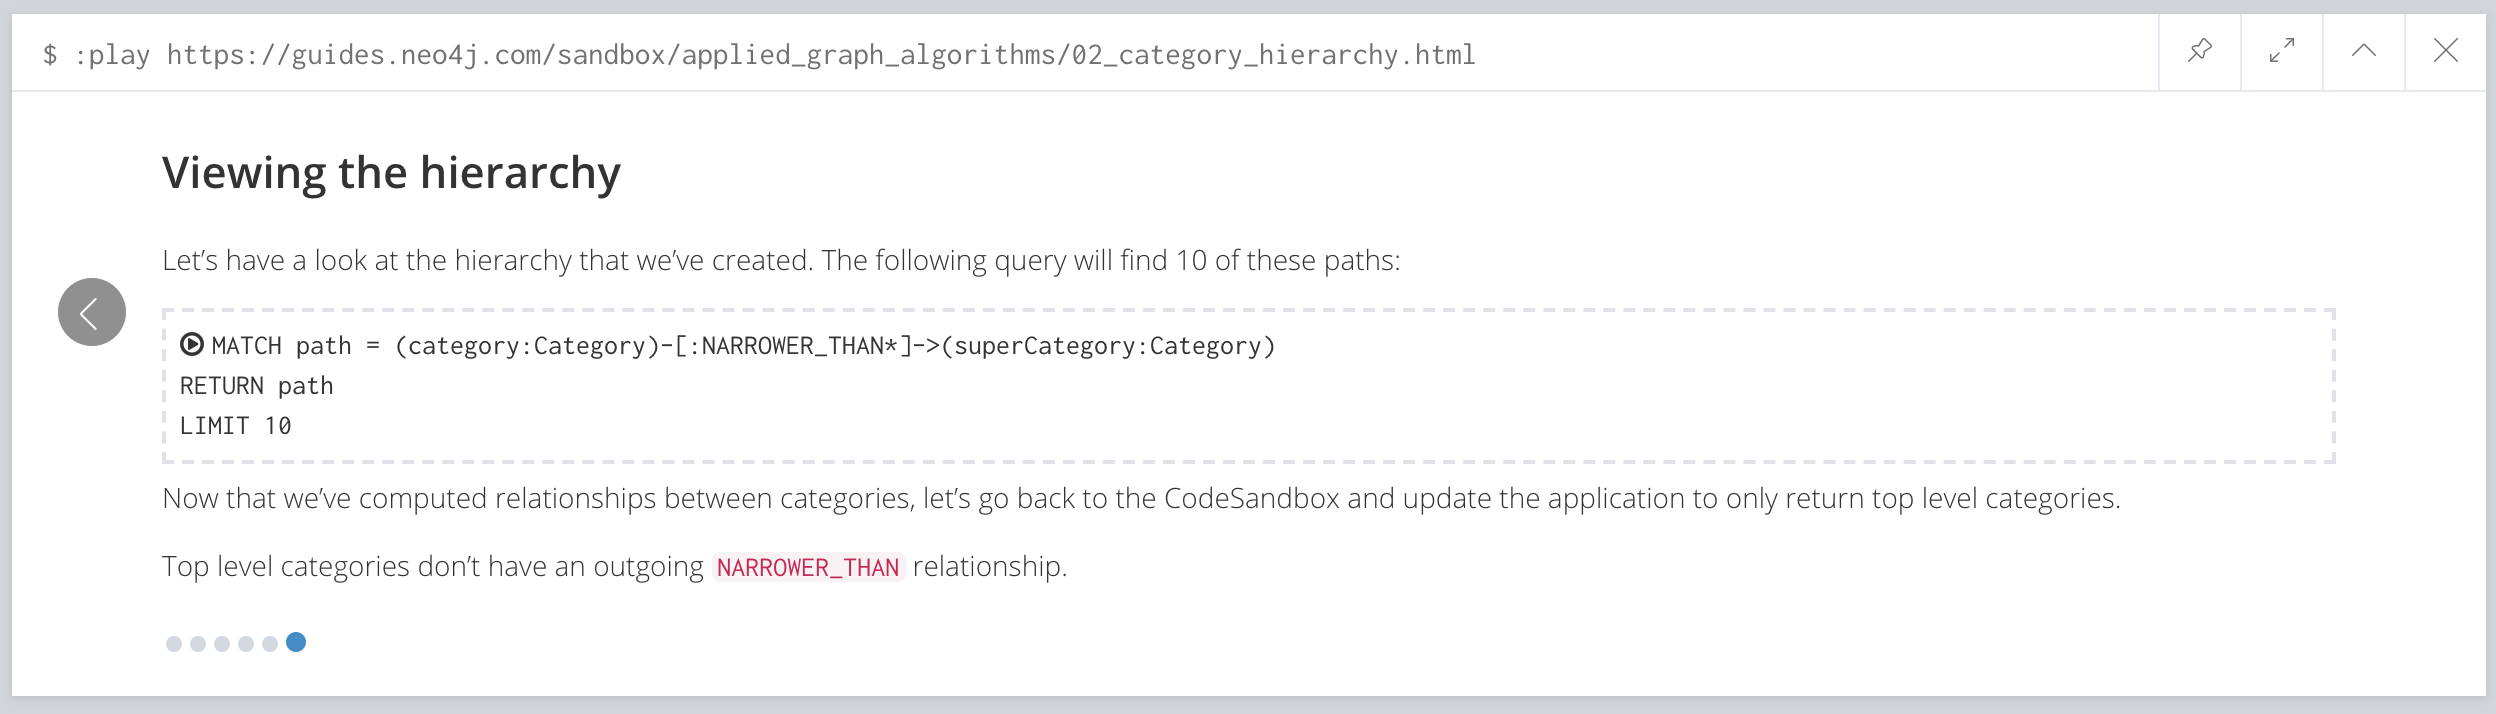 $ :play https://guides.neo4j.com/sandbox/applied_graph_algorithms/02_category_hierarchy.html
Viewing the hierarchy
Let’s have a look at the hierarchy that we’ve created. The following query will find 10 of these paths:
MATCH path = (category:Category)-[:NARROWER_THAN*]->(superCategory:Category)
RETURN path
LIMIT 10
Now that we’ve computed relationships between categories, let’s go back to the CodeSandbox and update the application to only return top level categories.
Top level categories don’t have an outgoing NARROWER_THAN relationship.